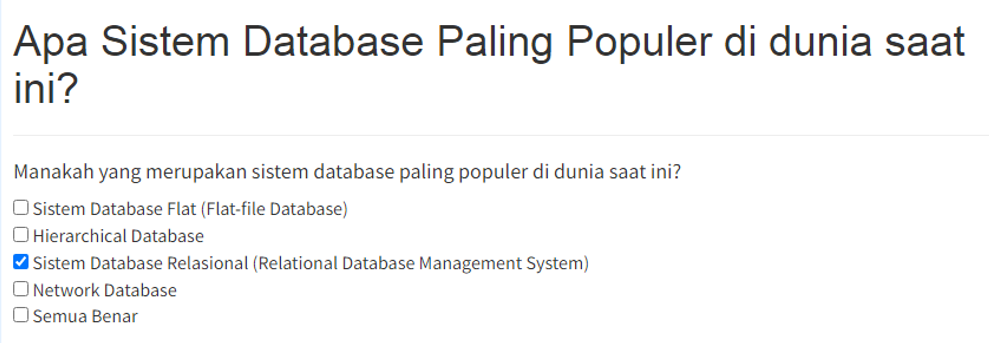 Apa Sistem Database Paling Populer di dunia saat
ini?
Manakah yang merupakan sistem database paling populer di dunia saat ini?
Sistem Database Flat (Flat-file Database)
Hierarchical Database
Sistem Database Relasional (Relational Database Management System)
Network Database
Semua Benar